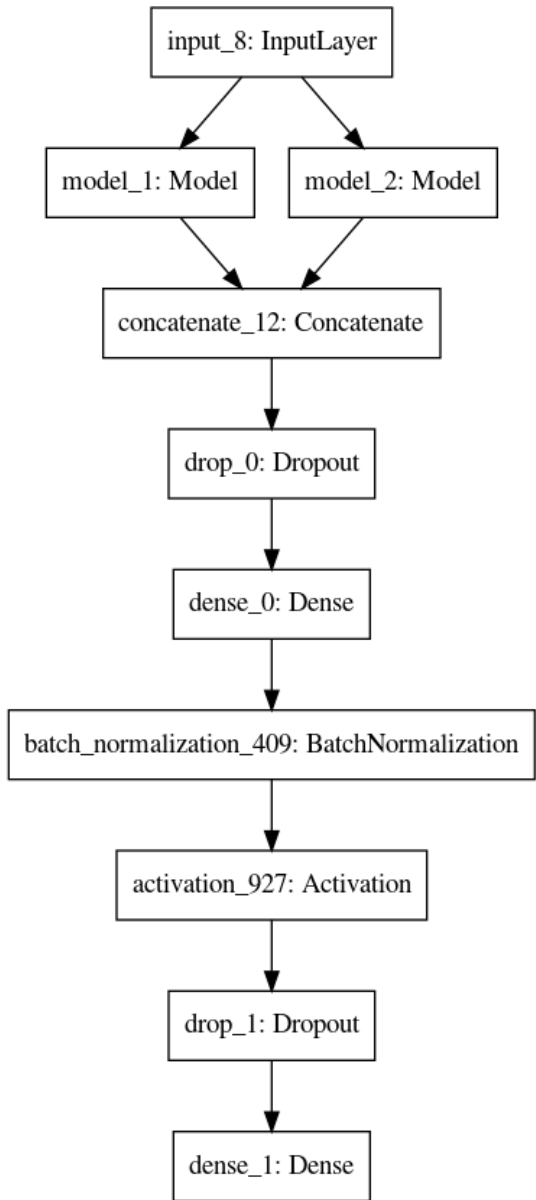 input_8: InputLayer
model_1: Model
model_2: Model
concatenate_12: Concatenate
drop_0: Dropout
dense_0: Dense
batch_normalization_409: BatchNormalization
activation_927: Activation
drop_1: Dropout
dense_1: Dense